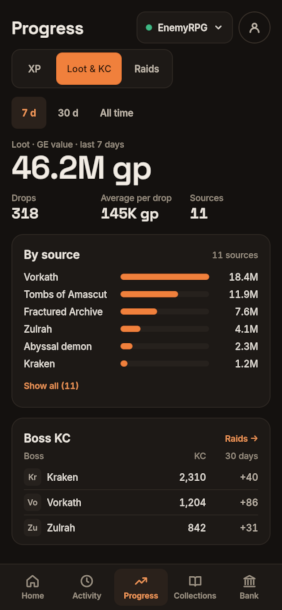 Progress
EnemyRPG
XP Loot & KC Raids
7 d 30 d All time
Loot · GE value · last 7 days
46.2M gp
Drops Average per drop Sources
318 145K gp 11
By source 11 sources
Vorkath 18.4M
Tombs of Amascut 11.9M
Fractured Archive 7.6M
Zulrah 4.1M
Abyssal demon 2.3M
Kraken 1.2M
Show all (11)
Boss KC Raids →
Boss KC 30 days
Kr Kraken 2,310 +40
Vo Vorkath 1,204 +86
Zu Zulrah 842 +31
Home Activity Progress Collections Bank